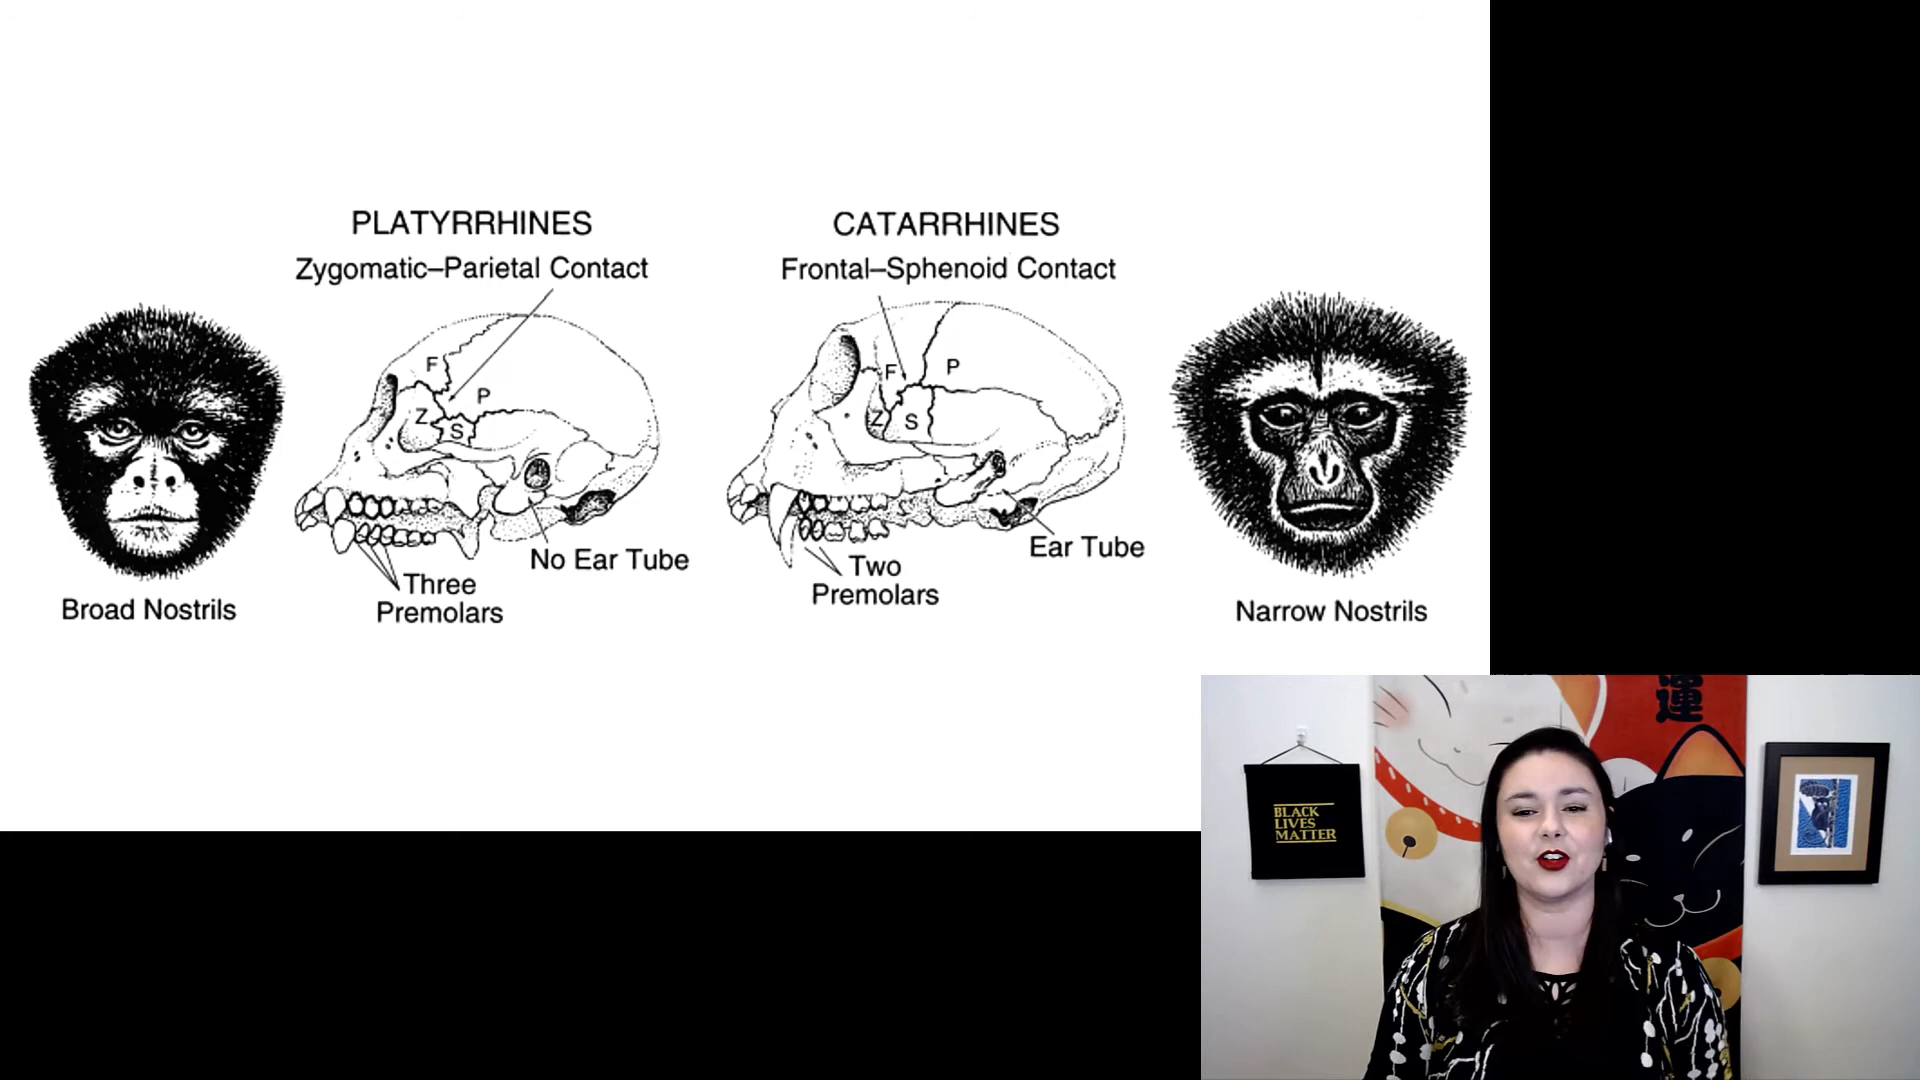 PLATYRRHINES
Zygomatic–Parietal Contact
F
P
Z
S
No Ear Tube
Three
Premolars
Broad Nostrils
CATARRHINES
Frontal–Sphenoid Contact
F
P
Z
S
Ear Tube
Two
Premolars
Narrow Nostrils
運
BLACK
LIVES
MATTER